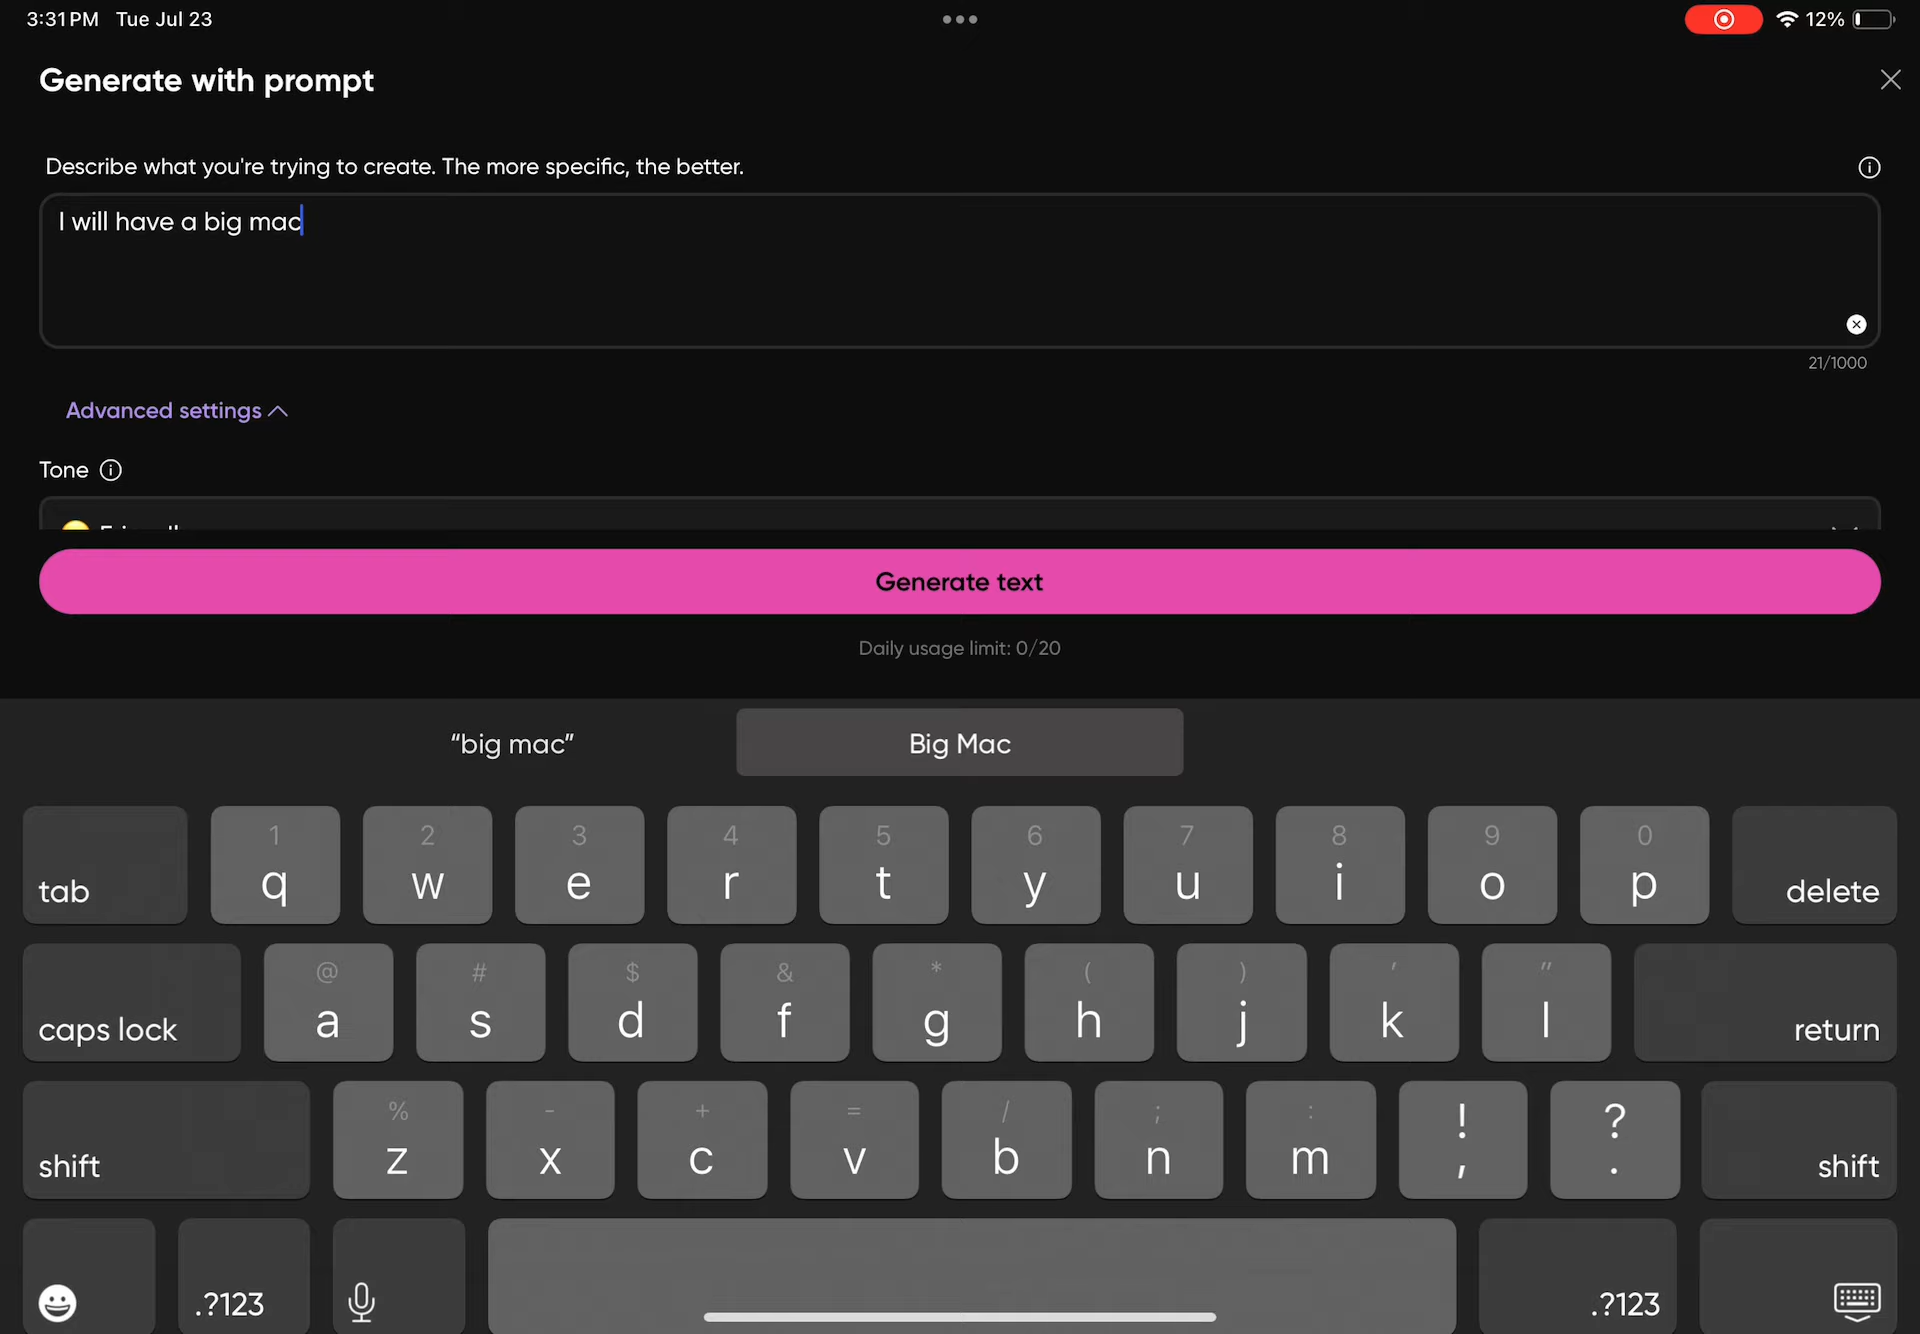 3:31 PM Tue Jul 23
12%
Generate with prompt
Describe what you're trying to create. The more specific, the better.
I will have a big mac
21/1000
Advanced settings
Tone
Generate text
Daily usage limit: 0/20
“big mac” Big Mac
1 2 3 4 5 6 7 8 9 0
tab q w e r t y u i o p delete
@ # $ & * ( ) ' "
caps lock a s d f g h j k l return
% - + = / ; : ! ?
shift z x c v b n m , . shift
.?123 .?123